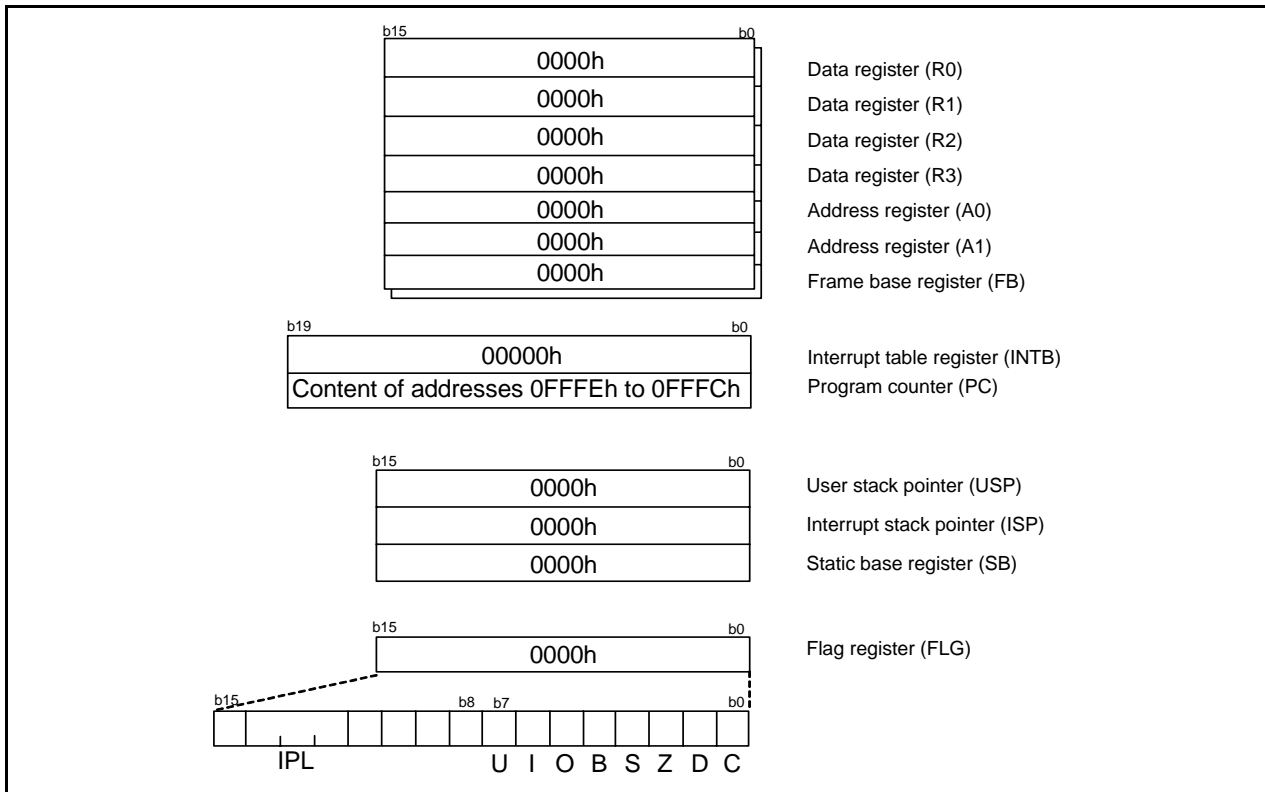 b15 b0
0000h Data register (R0)
0000h Data register (R1)
0000h Data register (R2)
0000h Data register (R3)
0000h Address register (A0)
0000h Address register (A1)
0000h Frame base register (FB)
b19 b0
00000h Interrupt table register (INTB)
Content of addresses 0FFFEh to 0FFFCh Program counter (PC)
b15 b0
0000h User stack pointer (USP)
0000h Interrupt stack pointer (ISP)
0000h Static base register (SB)
b15 b0
0000h Flag register (FLG)
b15 b8 b7 b0
IPL U I O B S Z D C